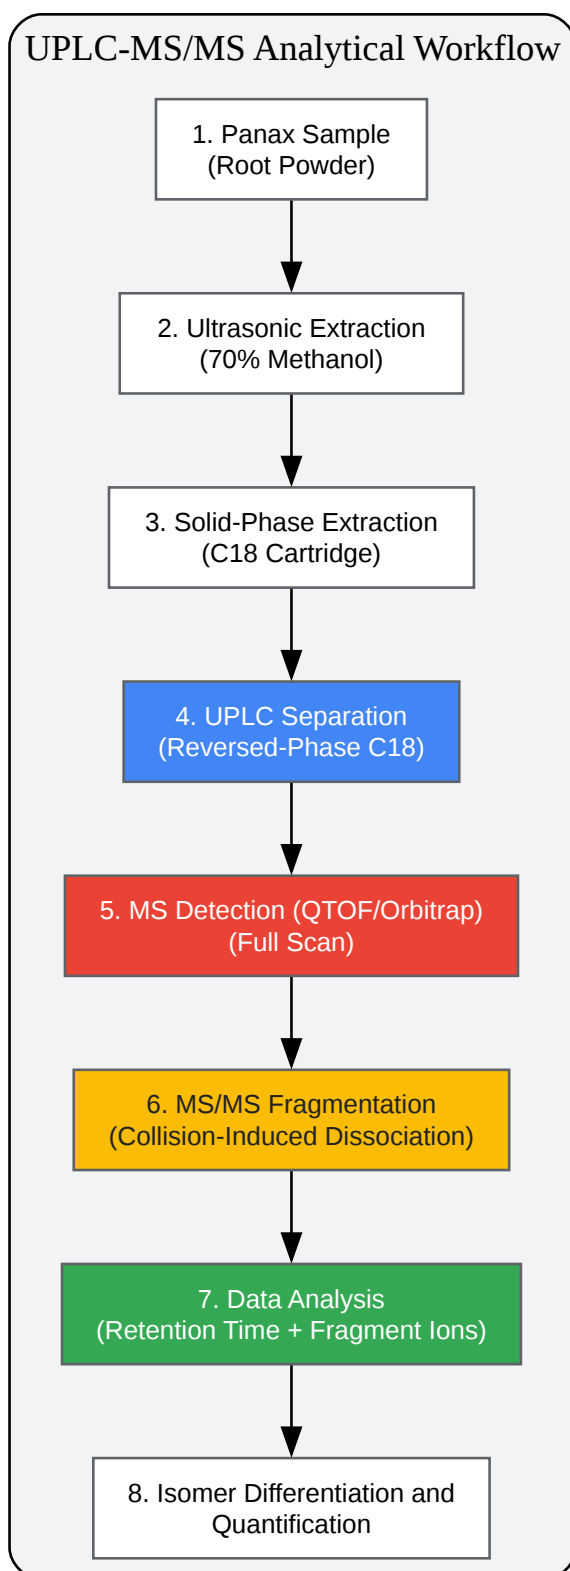 UPLC-MS/MS Analytical Workflow
1. Panax Sample
(Root Powder)
2. Ultrasonic Extraction
(70% Methanol)
3. Solid-Phase Extraction
(C18 Cartridge)
4. UPLC Separation
(Reversed-Phase C18)
5. MS Detection (QTOF/Orbitrap)
(Full Scan)
6. MS/MS Fragmentation
(Collision-Induced Dissociation)
7. Data Analysis
(Retention Time + Fragment Ions)
8. Isomer Differentiation and
Quantification